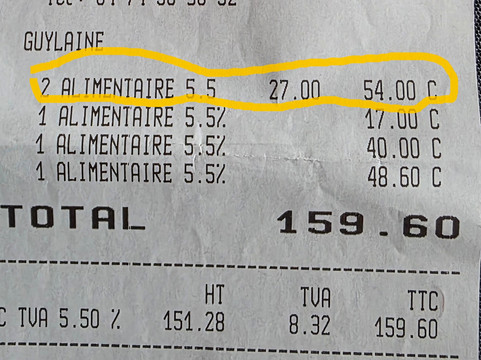 GUYLAINE
2 ALIMENTAIRE 5.5 27.00 54.00 C
1 ALIMENTAIRE 5.5% 17.00 C
1 ALIMENTAIRE 5.5% 40.00 C
1 ALIMENTAIRE 5.5% 48.60 C
TOTAL 159.60
HT TVA TTC
C TVA 5.50 % 151.28 8.32 159.60